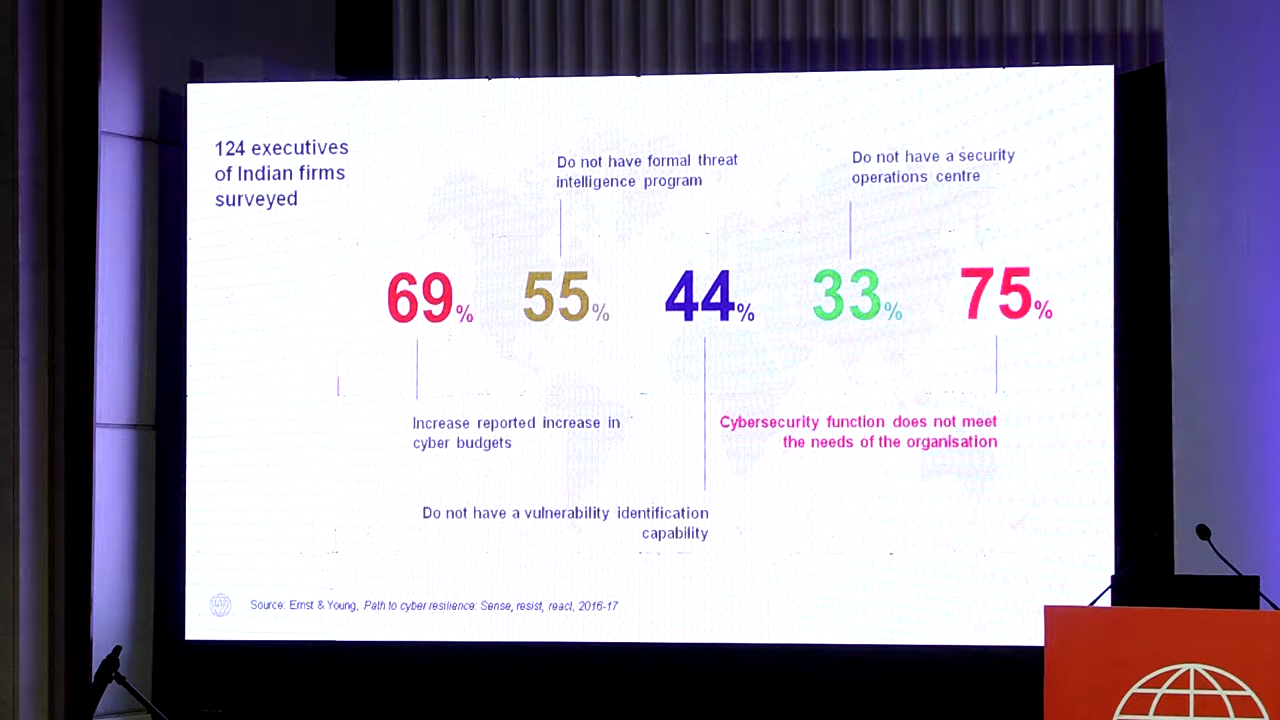 124 executives
of Indian firms
surveyed
Do not have formal threat
intelligence program
Do not have a security
operations centre
69%
55%
44%
33%
75%
Increase reported increase in
cyber budgets
Cybersecurity function does not meet
the needs of the organisation
Do not have a vulnerability identification
capability
Source: Ernst & Young, Path to cyber resilience: Sense, resist, react, 2016-17